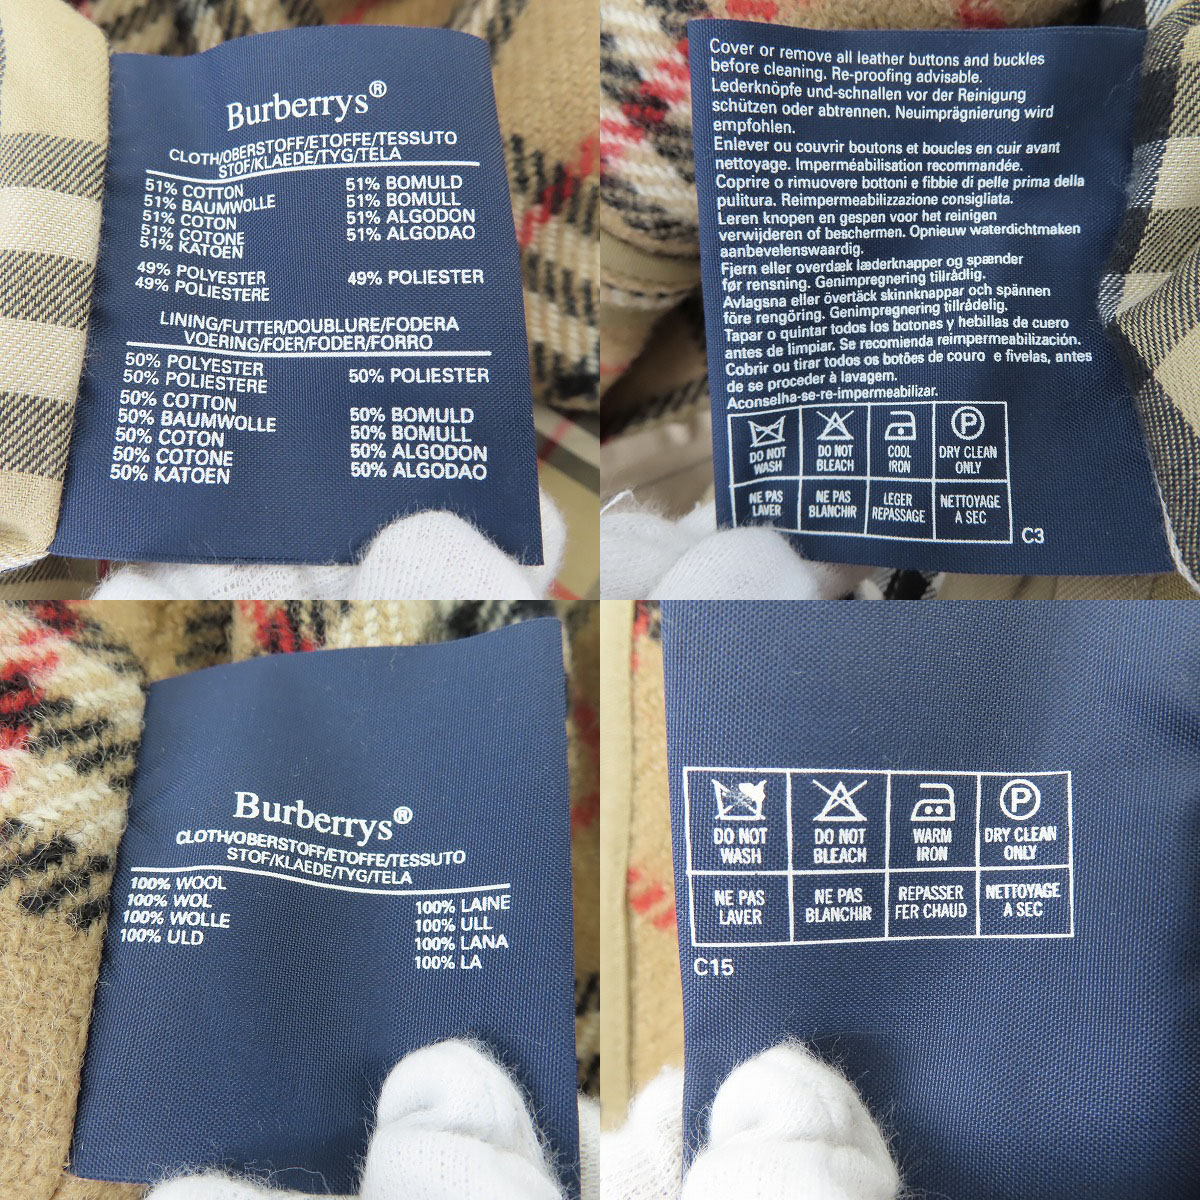 Burberrys®
CLOTH/OBERSTOFF/ETOFFE/TESSUTO
STOF/KLAEDE/TYG/TELA
51% COTTON
51% BAUMWOLLE
51% COTON
51% COTONE
51% KATOEN
51% BOMULD
51% BOMULL
51% ALGODON
51% ALGODAO
49% POLYESTER
49% POLIESTERE
49% POLIESTER
LINING/FUTTER/DOUBLURE/FODERA
VOERING/FOER/FODER/FORRO
50% POLYESTER
50% POLIESTERE
50% POLIESTER
50% COTTON
50% BAUMWOLLE
50% COTON
50% COTONE
50% KATOEN
50% BOMULD
50% BOMULL
50% ALGODON
50% ALGODAO
Cover or remove all leather buttons and buckles
before cleaning. Re-proofing advisable.
Lederknöpfe und-schnallen vor der Reinigung
schützen oder abtrennen. Neuimprägnierung wird
empfohlen.
Enlever ou couvrir boutons et boucles en cuir avant
nettoyage. Imperméabilisation recommandée.
Coprire o rimuovere bottoni e fibbie di pelle prima della
pulitura. Reimpermeabilizzazione consigliata.
Leren knopen en gespen voor het reinigen
verwijderen of beschermen. Opnieuw waterdichtmaken
aanbevelenswaardig.
Fjern eller overdæk læderknapper og spænder
før rensning. Genimpregnering tillrådlig.
Avlagsna eller övertäck skinnknappar och spännen
före rengöring. Genimpregnering tillrådelig.
Tapar o quintar todos los botones y hebillas de cuero
antes de limpiar. Se recomienda reimpermeabilización.
Cobrir ou tirar todos os botões de couro e fivelas, antes
de se proceder à lavagem.
Aconselha-se-re-impermeabilizar.
DO NOT
WASH
DO NOT
BLEACH
COOL
IRON
P
DRY CLEAN
ONLY
NE PAS
LAVER
NE PAS
BLANCHIR
LEGER
REPASSAGE
NETTOYAGE
A SEC
C3
Burberrys®
CLOTH/OBERSTOFF/ETOFFE/TESSUTO
STOF/KLAEDE/TYG/TELA
100% WOOL
100% WOL
100% WOLLE
100% ULD
100% LAINE
100% ULL
100% LANA
100% LA
DO NOT
WASH
DO NOT
BLEACH
WARM
IRON
P
DRY CLEAN
ONLY
NE PAS
LAVER
NE PAS
BLANCHIR
REPASSER
FER CHAUD
NETTOYAGE
A SEC
C15